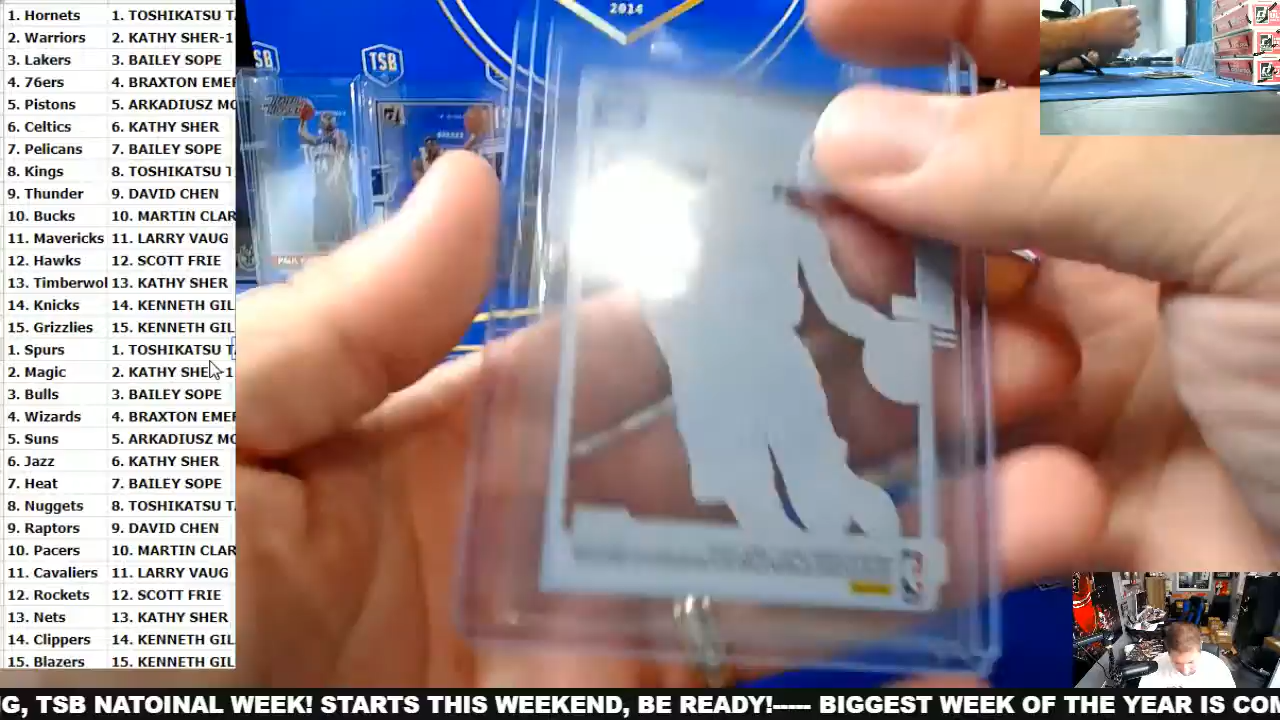 1. Hornets 1. TOSHIKATSU T
2. Warriors 2. KATHY SHER-1
3. Lakers 3. BAILEY SOPE
4. 76ers 4. BRAXTON EMER
5. Pistons 5. ARKADIUSZ MO
6. Celtics 6. KATHY SHER
7. Pelicans 7. BAILEY SOPE
8. Kings 8. TOSHIKATSU T
9. Thunder 9. DAVID CHEN
10. Bucks 10. MARTIN CLAR
11. Mavericks 11. LARRY VAUG
12. Hawks 12. SCOTT FRIE
13. Timberwol 13. KATHY SHER
14. Knicks 14. KENNETH GIL
15. Grizzlies 15. KENNETH GIL
1. Spurs 1. TOSHIKATSU T
2. Magic 2. KATHY SHER-1
3. Bulls 3. BAILEY SOPE
4. Wizards 4. BRAXTON EMER
5. Suns 5. ARKADIUSZ MO
6. Jazz 6. KATHY SHER
7. Heat 7. BAILEY SOPE
8. Nuggets 8. TOSHIKATSU T
9. Raptors 9. DAVID CHEN
10. Pacers 10. MARTIN CLAR
11. Cavaliers 11. LARRY VAUG
12. Rockets 12. SCOTT FRIE
13. Nets 13. KATHY SHER
14. Clippers 14. KENNETH GIL
15. Blazers 15. KENNETH GIL
2014
SB
TSB
G, TSB NATOINAL WEEK! STARTS THIS WEEKEND, BE READY!----- BIGGEST WEEK OF THE YEAR IS COM